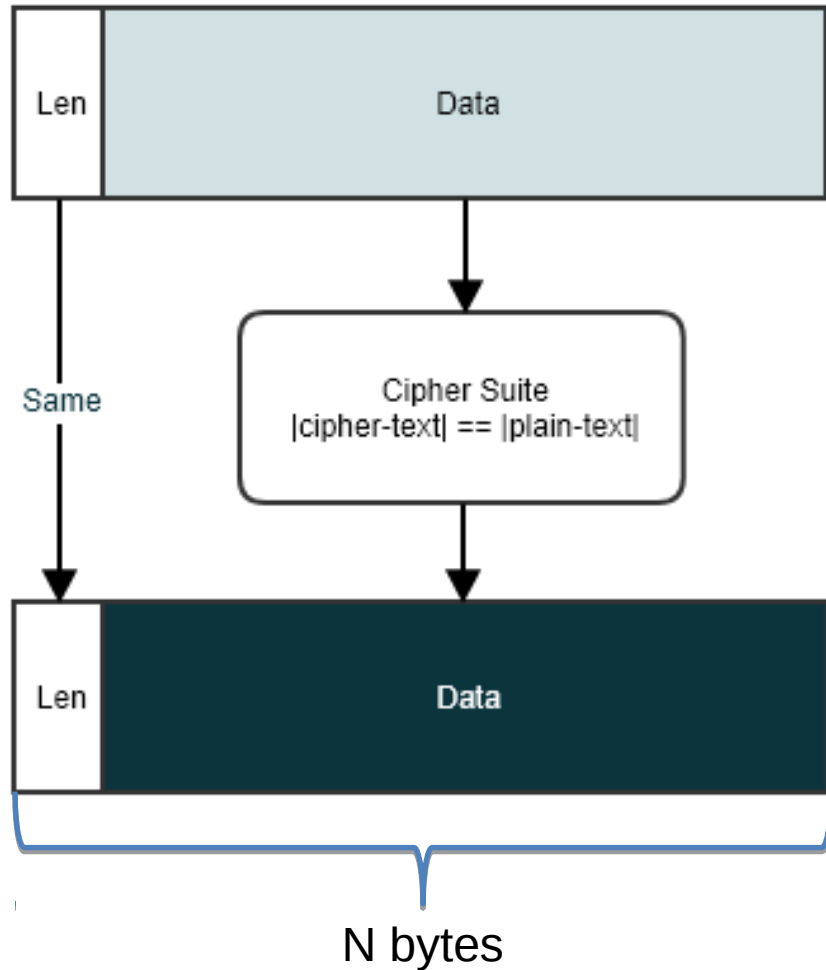 Len
Data
Same
Cipher Suite
|cipher-text| == |plain-text|
Len
Data
N bytes